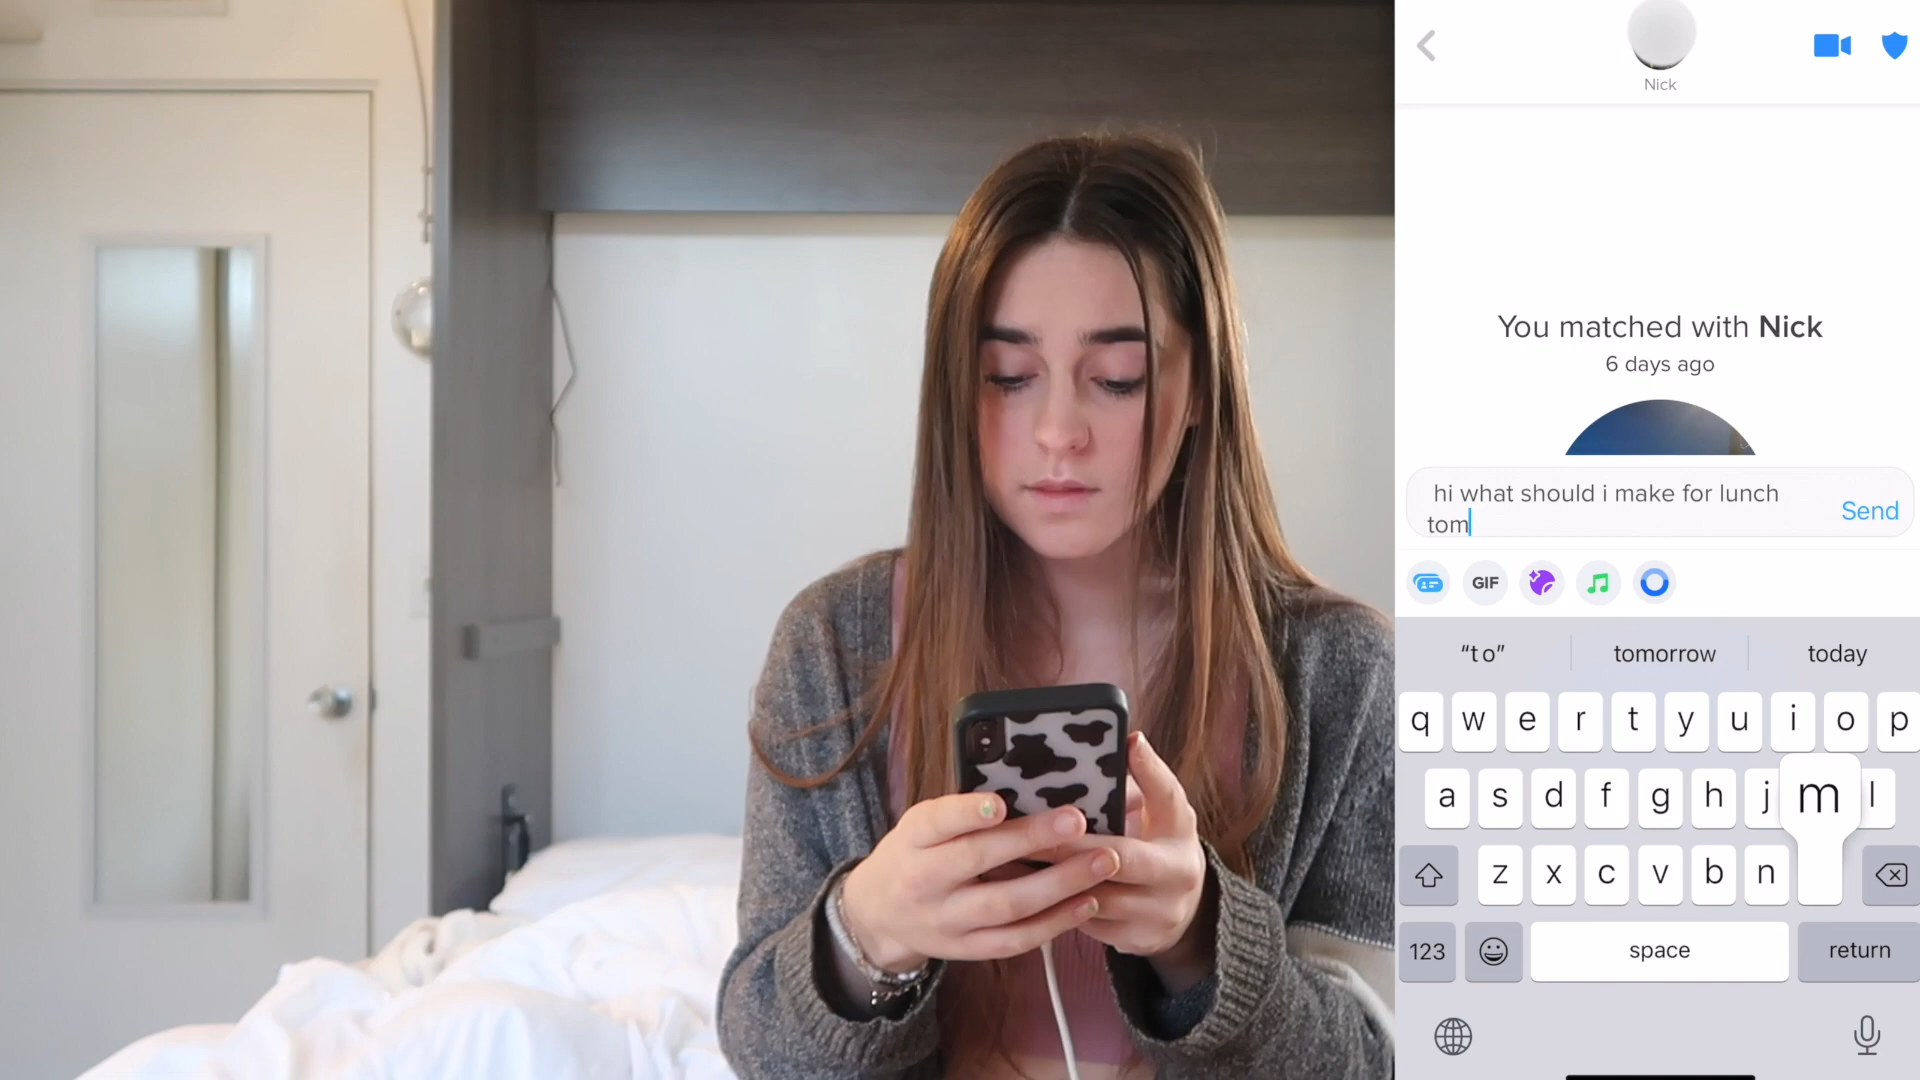 Nick
You matched with Nick
6 days ago
hi what should i make for lunch
tom
Send
GIF
“to”
tomorrow
today
q w e r t y u i o p
a s d f g h j m l
z x c v b n
123
space
return